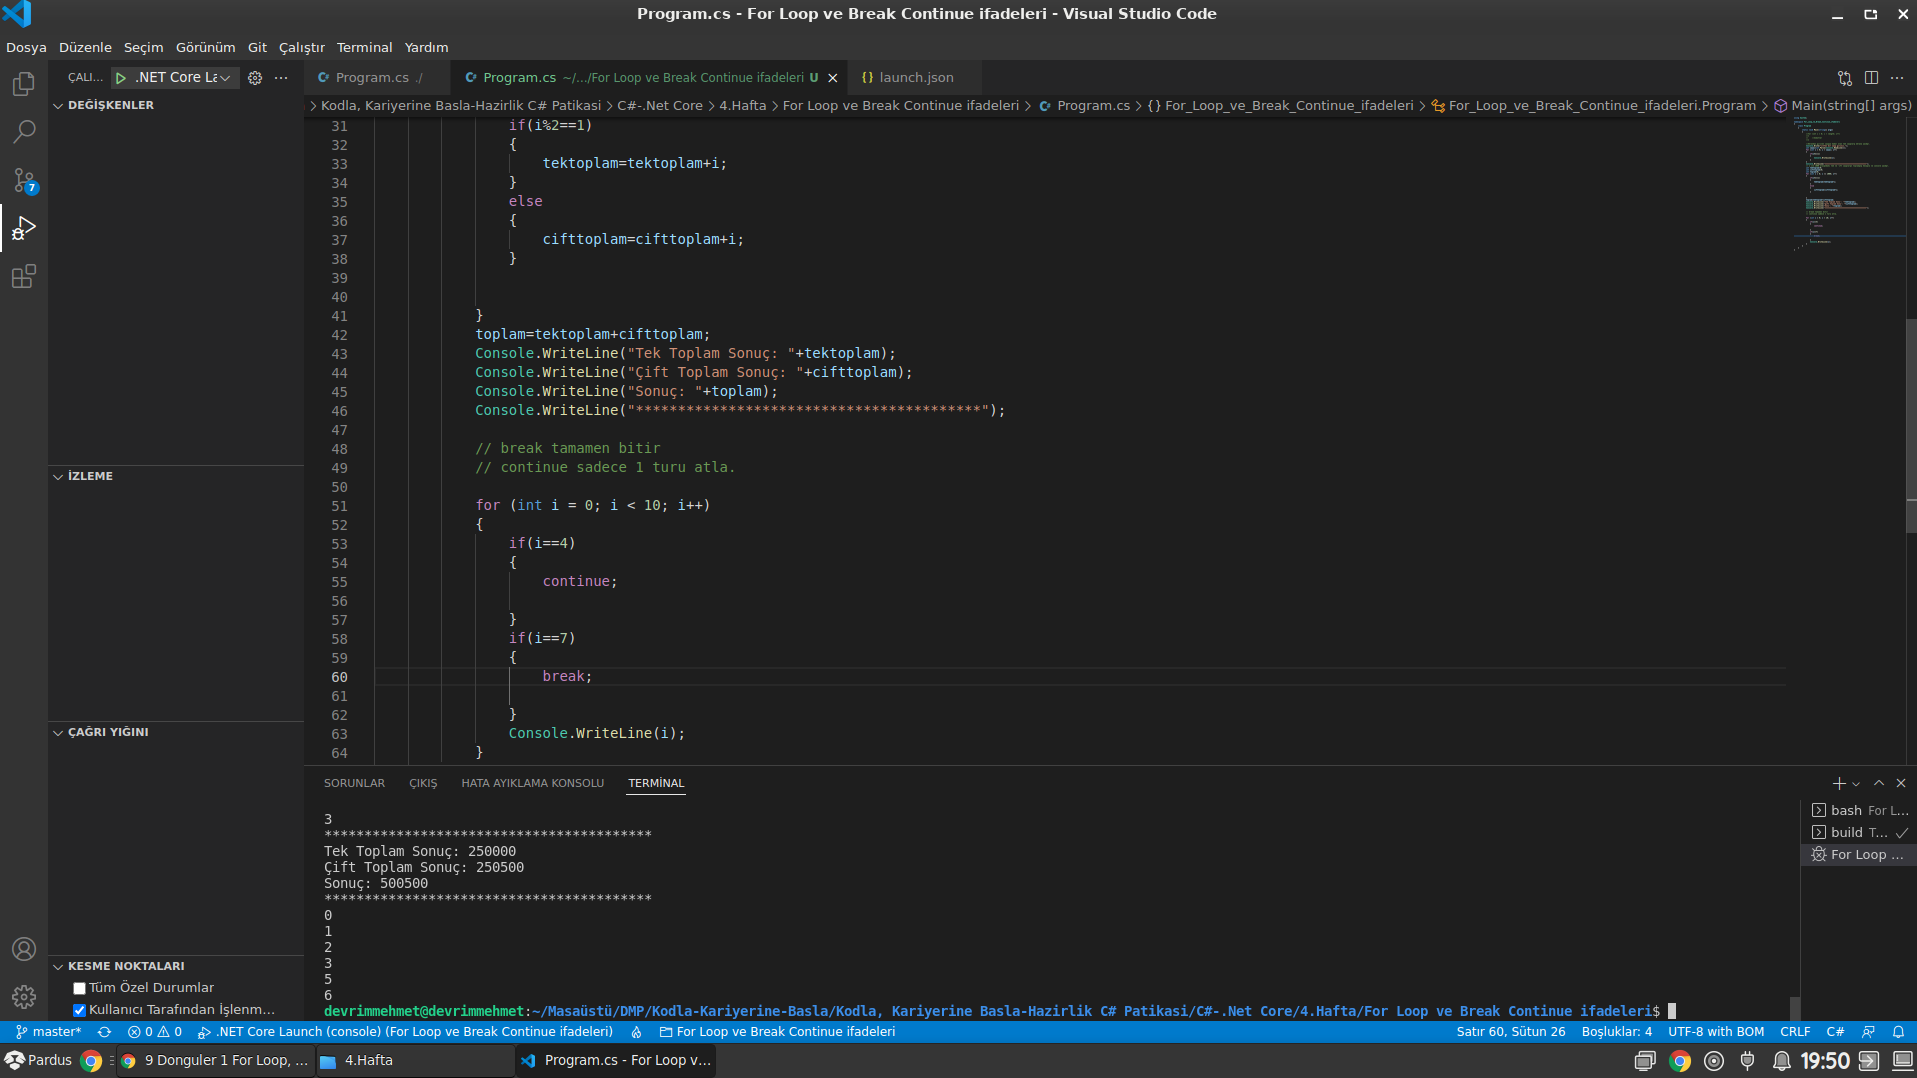 Program.cs - For Loop ve Break Continue ifadeleri - Visual Studio Code
Dosya Düzenle Seçim Görünüm Git Çalıştır Terminal Yardım
ÇALI... .NET Core La
Program.cs ./
Program.cs ~/.../For Loop ve Break Continue ifadeleri U
launch.json
DEĞİŞKENLER
Kodla, Kariyerine Basla-Hazirlik C# Patikasi > C#-.Net Core > 4.Hafta > For Loop ve Break Continue ifadeleri > Program.cs > {} For_Loop_ve_Break_Continue_ifadeleri > For_Loop_ve_Break_Continue_ifadeleri.Program > Main(string[] args)
31 if(i%2==1)
32 {
33 tektoplam=tektoplam+i;
34 }
35 else
36 {
37 cifttoplam=cifttoplam+i;
38 }
39
40
41 }
42 toplam=tektoplam+cifttoplam;
43 Console.WriteLine("Tek Toplam Sonuç: "+tektoplam);
44 Console.WriteLine("Çift Toplam Sonuç: "+cifttoplam);
45 Console.WriteLine("Sonuç: "+toplam);
46 Console.WriteLine("*****************************************");
47
48 // break tamamen bitir
49 // continue sadece 1 turu atla.
50
51 for (int i = 0; i < 10; i++)
52 {
53 if(i==4)
54 {
55 continue;
56
57 }
58 if(i==7)
59 {
60 break;
61
62 }
63 Console.WriteLine(i);
64 }
İZLEME
ÇAĞRI YIĞINI
KESME NOKTALARI
Tüm Özel Durumlar
Kullanıcı Tarafından İşlenm...
7
SORUNLAR ÇIKIŞ HATA AYIKLAMA KONSOLU TERMİNAL
3
*****************************************
Tek Toplam Sonuç: 250000
Çift Toplam Sonuç: 250500
Sonuç: 500500
*****************************************
0
1
2
3
5
6
devrimmehmet@devrimmehmet:~/Masaüstü/DMP/Kodla-Kariyerine-Basla/Kodla, Kariyerine Basla-Hazirlik C# Patikasi/C#-.Net Core/4.Hafta/For Loop ve Break Continue ifadeleri$
bash For L...
build T...
For Loop ...
master* 0 0 .NET Core Launch (console) (For Loop ve Break Continue ifadeleri) For Loop ve Break Continue ifadeleri
Satır 60, Sütun 26 Boşluklar: 4 UTF-8 with BOM CRLF C#
Pardus 9 Donguler 1 For Loop, ... 4.Hafta Program.cs - For Loop v... 19:50